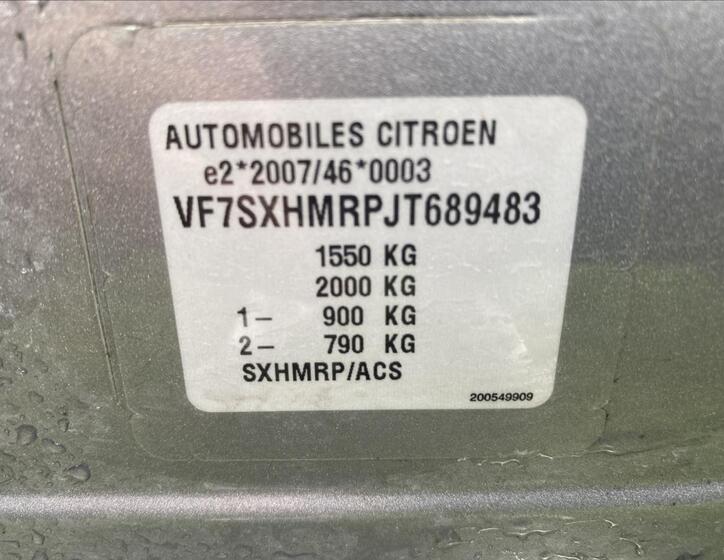 AUTOMOBILES CITROEN
e2*2007/46*0003
VF7SXHMRPJT689483
1550 KG
2000 KG
1– 900 KG
2– 790 KG
SXHMRP/ACS
200549909